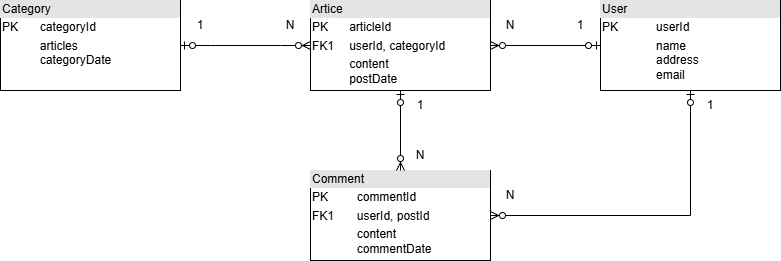 Category
PK categoryId
articles
categoryDate
1
N
Artice
PK articleId
FK1 userId, categoryId
content
postDate
N
1
User
PK userId
name
address
email
1
N
1
N
Comment
PK commentId
FK1 userId, postId
content
commentDate